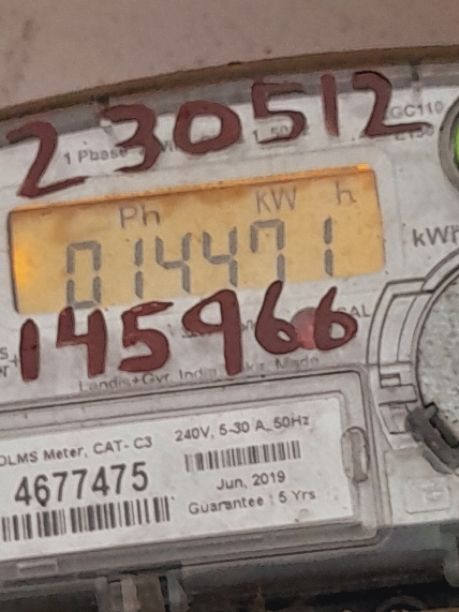 230512
1 Phase
GC110
Ph KW h
014471
kWh
145966
Landis+Gyr, India
DLMS Meter, CAT- C3
240V, 5-30 A, 50Hz
4677475
Jun, 2019
Guarantee : 5 Yrs